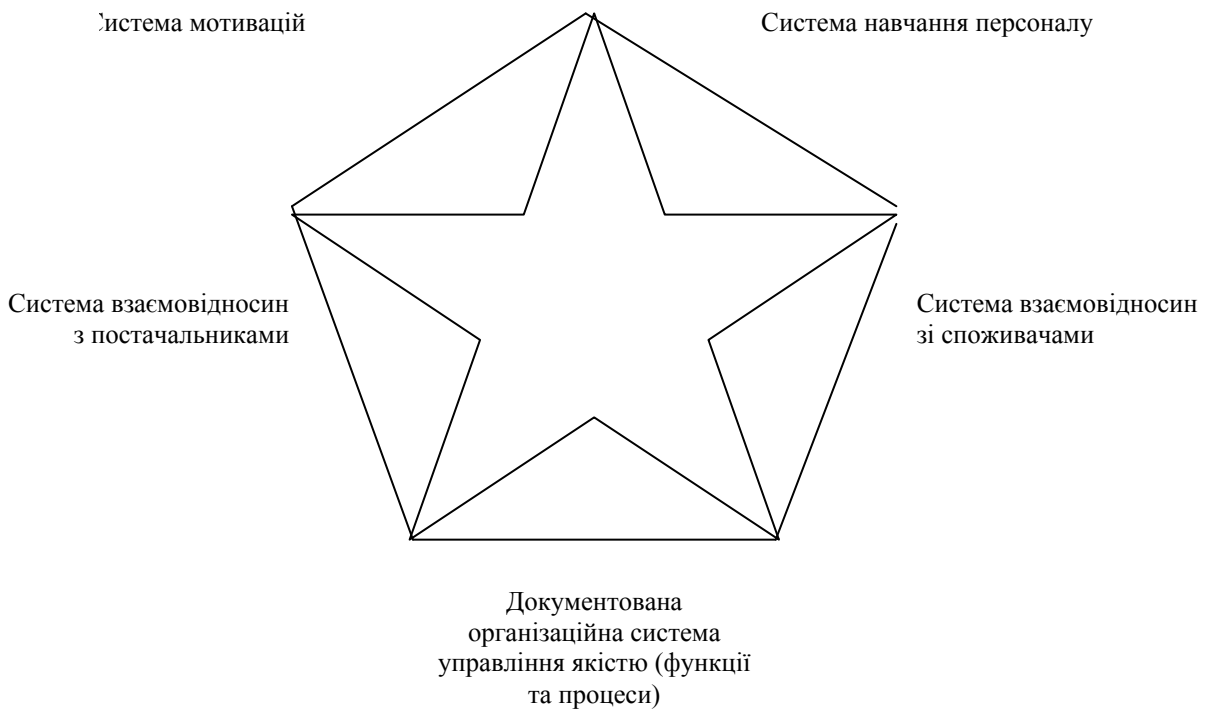 Система мотивацій
Система навчання персоналу
Система взаємовідносин
з постачальниками
Система взаємовідносин
зі споживачами
Документована
організаційна система
управління якістю (функції
та процеси)